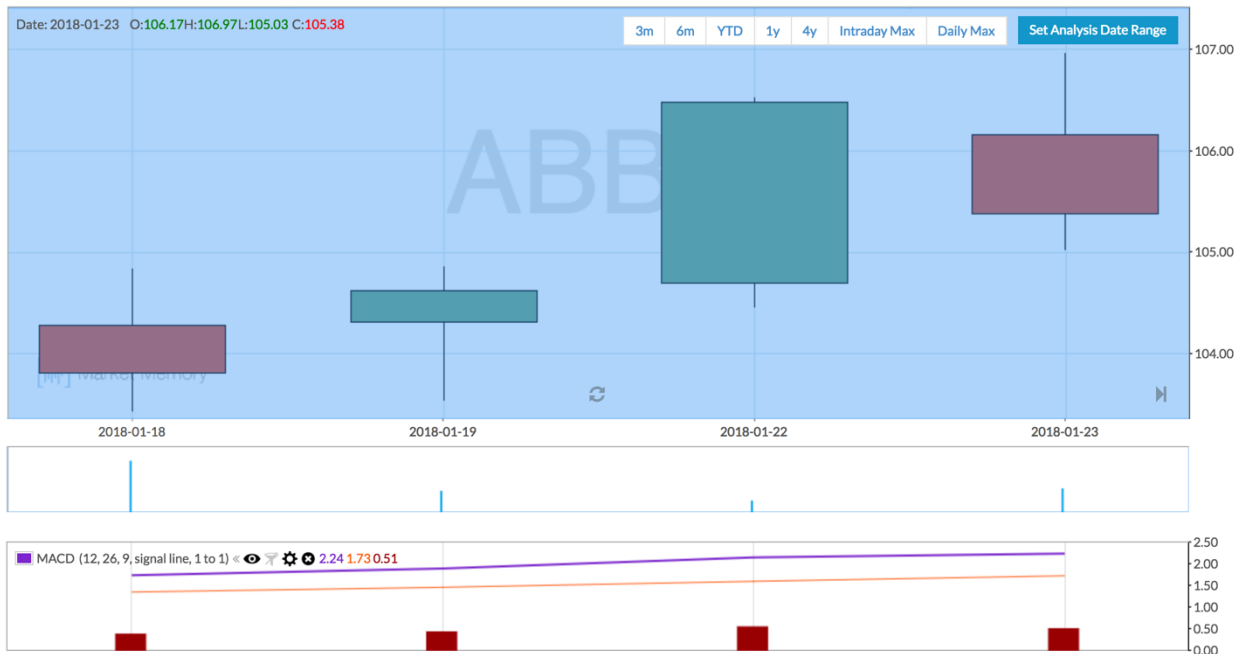 Date: 2018-01-23 O:106.17H:106.97L:105.03 C:105.38
3m 6m YTD 1y 4y Intraday Max Daily Max Set Analysis Date Range
107.00
ABB
106.00
105.00
104.00
Market Memory
2018-01-18 2018-01-19 2018-01-22 2018-01-23
MACD (12, 26, 9, signal line, 1 to 1) « 2.24 1.73 0.51
2.50
2.00
1.50
1.00
0.50
0.00